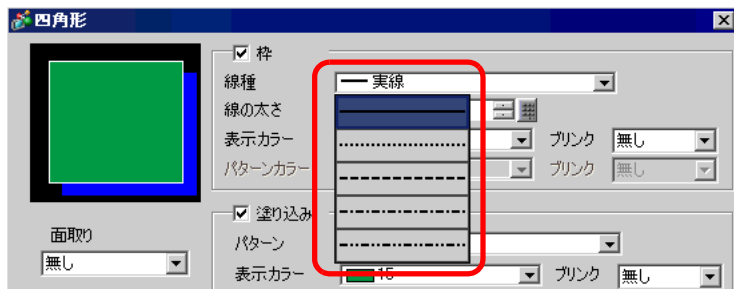 四角形
枠
線種 実線
線の太さ
表示カラー ブリンク 無し
パターンカラー ブリンク 無し
塗り込み
面取り
無し
パターン
表示カラー 15 ブリンク 無し